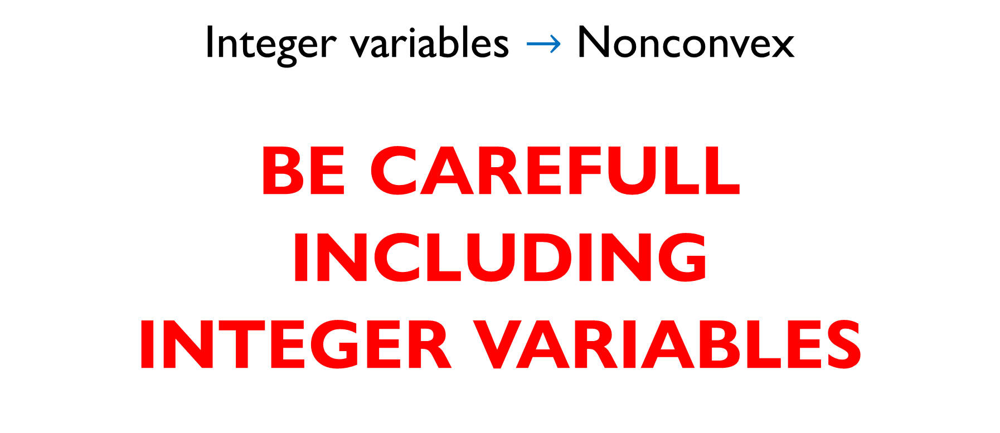 Integer variables → Nonconvex
BE CAREFULL
INCLUDING
INTEGER VARIABLES